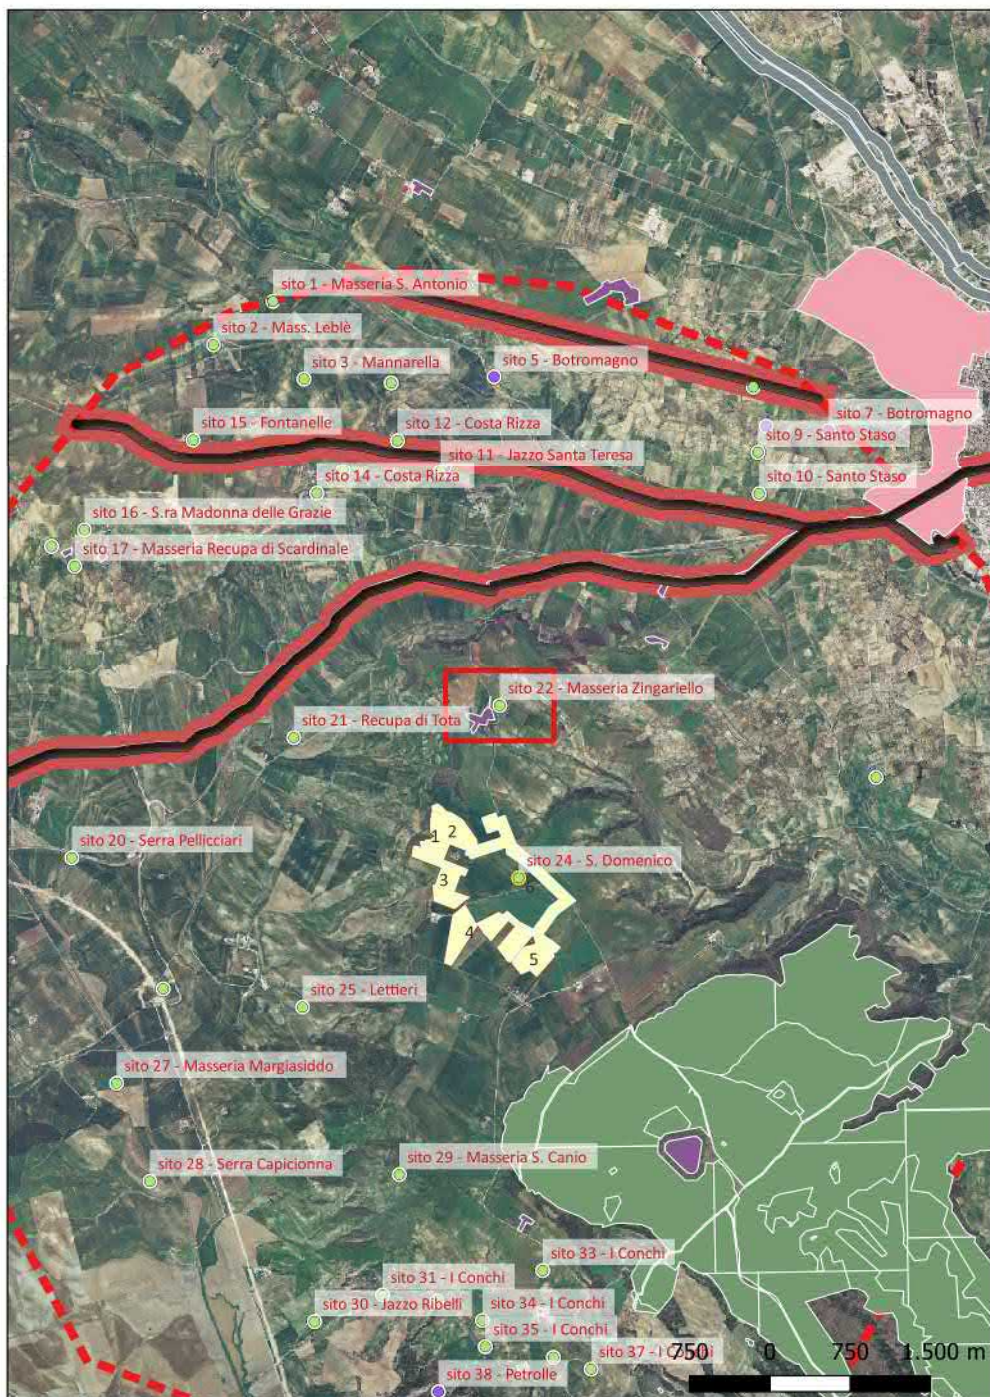 sito 1 - Masseria S. Antonio
sito 2 - Mass. Leblè
sito 3 - Mannarella
sito 5 - Botromagno
sito 7 - Botromagno
sito 15 - Fontanelle
sito 12 - Costa Rizza
sito 9 - Santo Staso
sito 11 - Jazzo Santa Teresa
sito 14 - Costa Rizza
sito 10 - Santo Staso
sito 16 - S.ra Madonna delle Grazie
sito 17 - Masseria Recupa di Scardinale
sito 22 - Masseria Zingariello
sito 21 - Recupa di Tota
1
2
sito 20 - Serra Pellicciari
sito 24 - S. Domenico
3
6
4
5
sito 25 - Lettieri
sito 27 - Masseria Margiasiddo
sito 28 - Serra Capicionna
sito 29 - Masseria S. Canio
sito 33 - I Conchi
sito 31 - I Conchi
sito 30 - Jazzo Ribelli
sito 34 - I Conchi
sito 35 - I Conchi
sito 37 - I Conchi
sito 38 - Petrolle
750 0 750 1.500 m